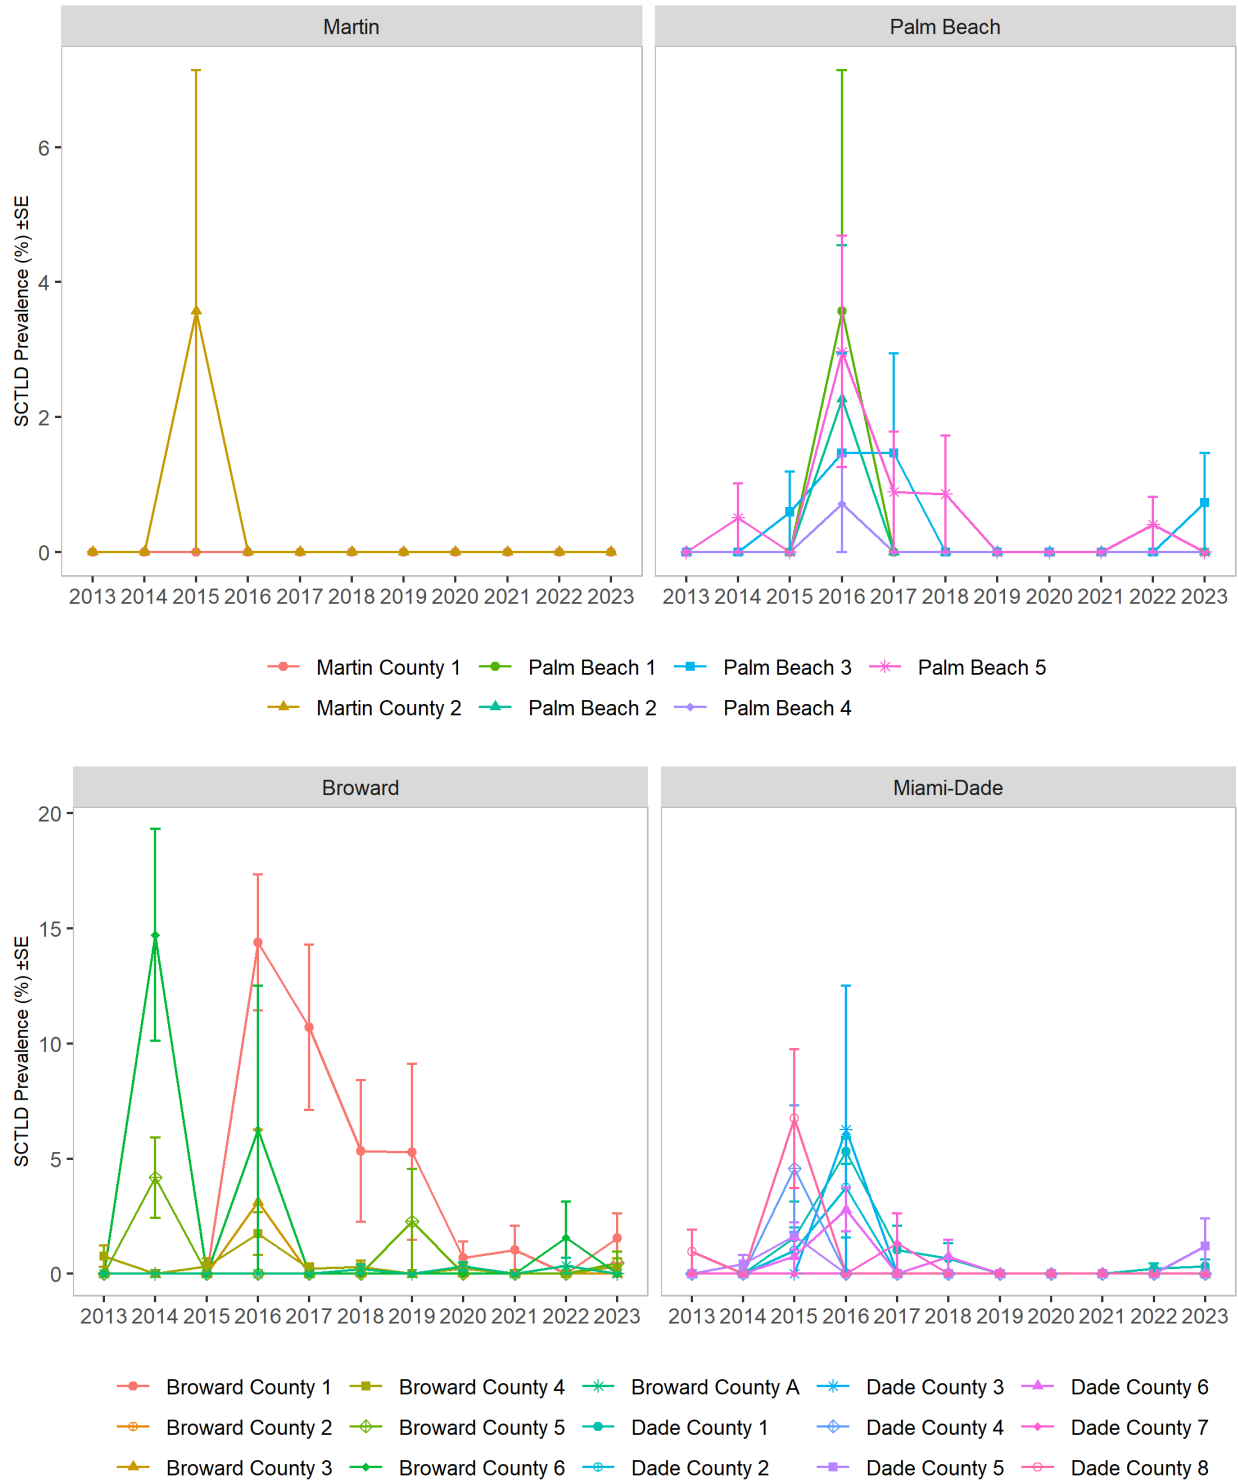 Martin
Palm Beach
SCTLD Prevalence (%) ±SE
6
4
2
0
2013 2014 2015 2016 2017 2018 2019 2020 2021 2022 2023
2013 2014 2015 2016 2017 2018 2019 2020 2021 2022 2023
Martin County 1 Palm Beach 1 Palm Beach 3 Palm Beach 5
Martin County 2 Palm Beach 2 Palm Beach 4
Broward
Miami-Dade
SCTLD Prevalence (%) ±SE
20
15
10
5
0
2013 2014 2015 2016 2017 2018 2019 2020 2021 2022 2023
2013 2014 2015 2016 2017 2018 2019 2020 2021 2022 2023
Broward County 1 Broward County 4 Broward County A Dade County 3 Dade County 6
Broward County 2 Broward County 5 Dade County 1 Dade County 4 Dade County 7
Broward County 3 Broward County 6 Dade County 2 Dade County 5 Dade County 8